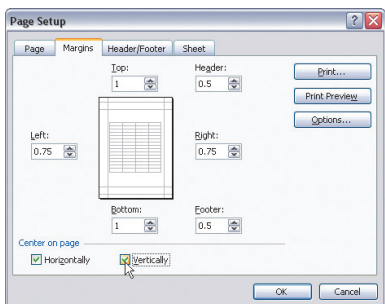 Page Setup
Page Margins Header/Footer Sheet
Top: Header:
1 0.5
Print...
Print Preview
Options...
Left: Right:
0.75 0.75
Bottom: Footer:
1 0.5
Center on page
Horizontally Vertically
OK Cancel